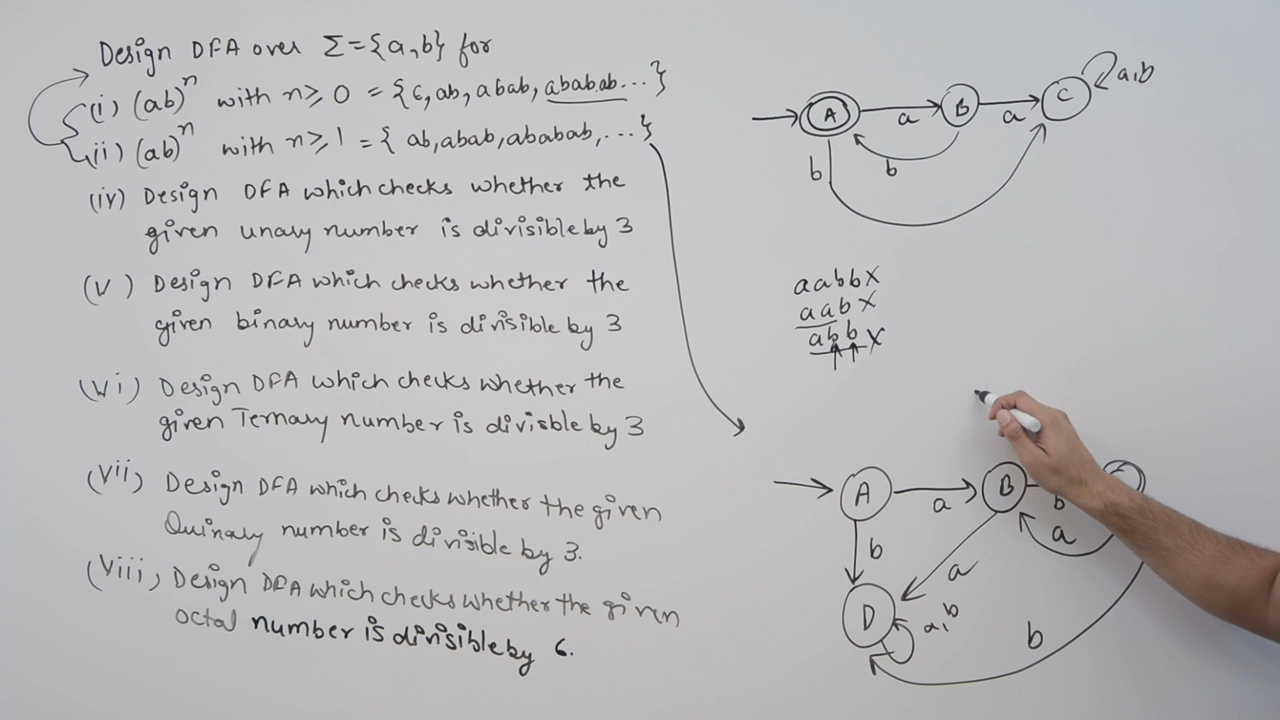 Design DFA over Σ={a,b} for
(i) (ab)^n with n≥0 = {ε,ab,abab,ababab...}
(ii) (ab)^n with n≥1 = {ab,abab,ababab,...}
(iv) Design DFA which checks whether the
given unary number is divisible by 3
(v) Design DFA which checks whether the
given binary number is divisible by 3
(vi) Design DFA which checks whether the
given Ternary number is divisble by 3
(vii) Design DFA which checks whether the given
Quinary number is divisible by 3.
(viii) Design DFA which checks whether the given
octal number is divisible by 6.
A a B a C a,b
b b
aabb X
aab X
abb X
A a B b
b a a
D a,b b